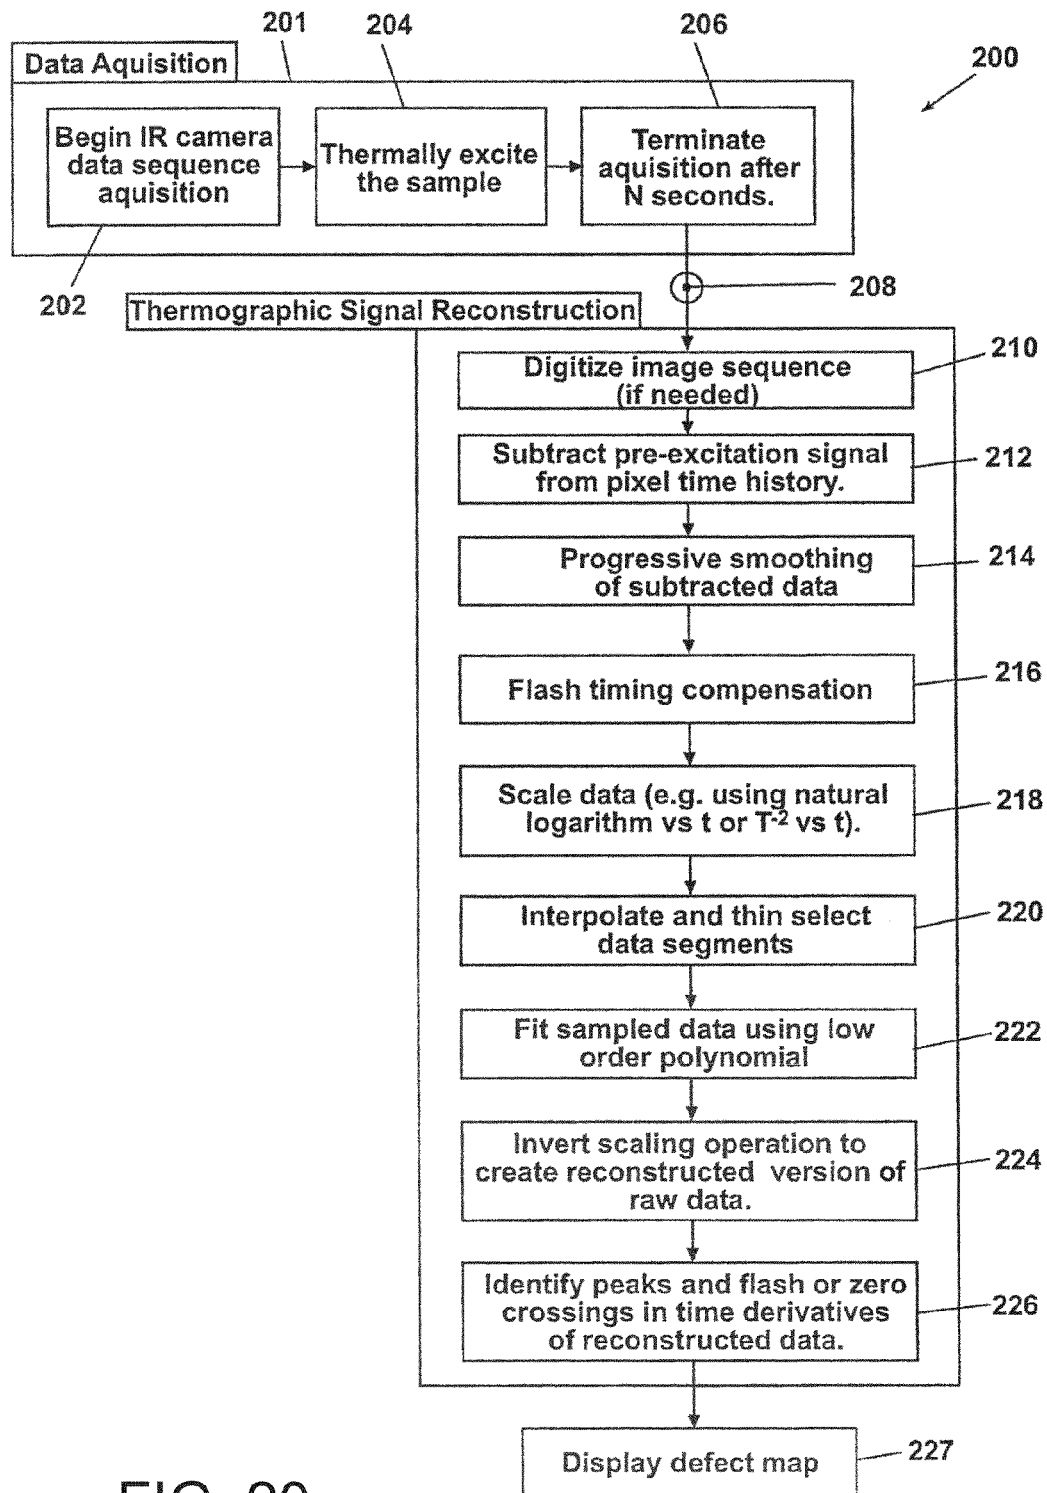 201
204
206
200
Data Aquisition
Begin IR camera
data sequence
aquisition
Thermally excite
the sample
Terminate
aquisition after
N seconds.
202
208
Thermographic Signal Reconstruction
Digitize image sequence
(if needed)
210
Subtract pre-excitation signal
from pixel time history.
212
Progressive smoothing
of subtracted data
214
Flash timing compensation
216
Scale data (e.g. using natural
logarithm vs t or T-2 vs t).
218
Interpolate and thin select
data segments
220
Fit sampled data using low
order polynomial
222
Invert scaling operation to
create reconstructed version of
raw data.
224
Identify peaks and flash or zero
crossings in time derivatives
of reconstructed data.
226
Display defect map
227